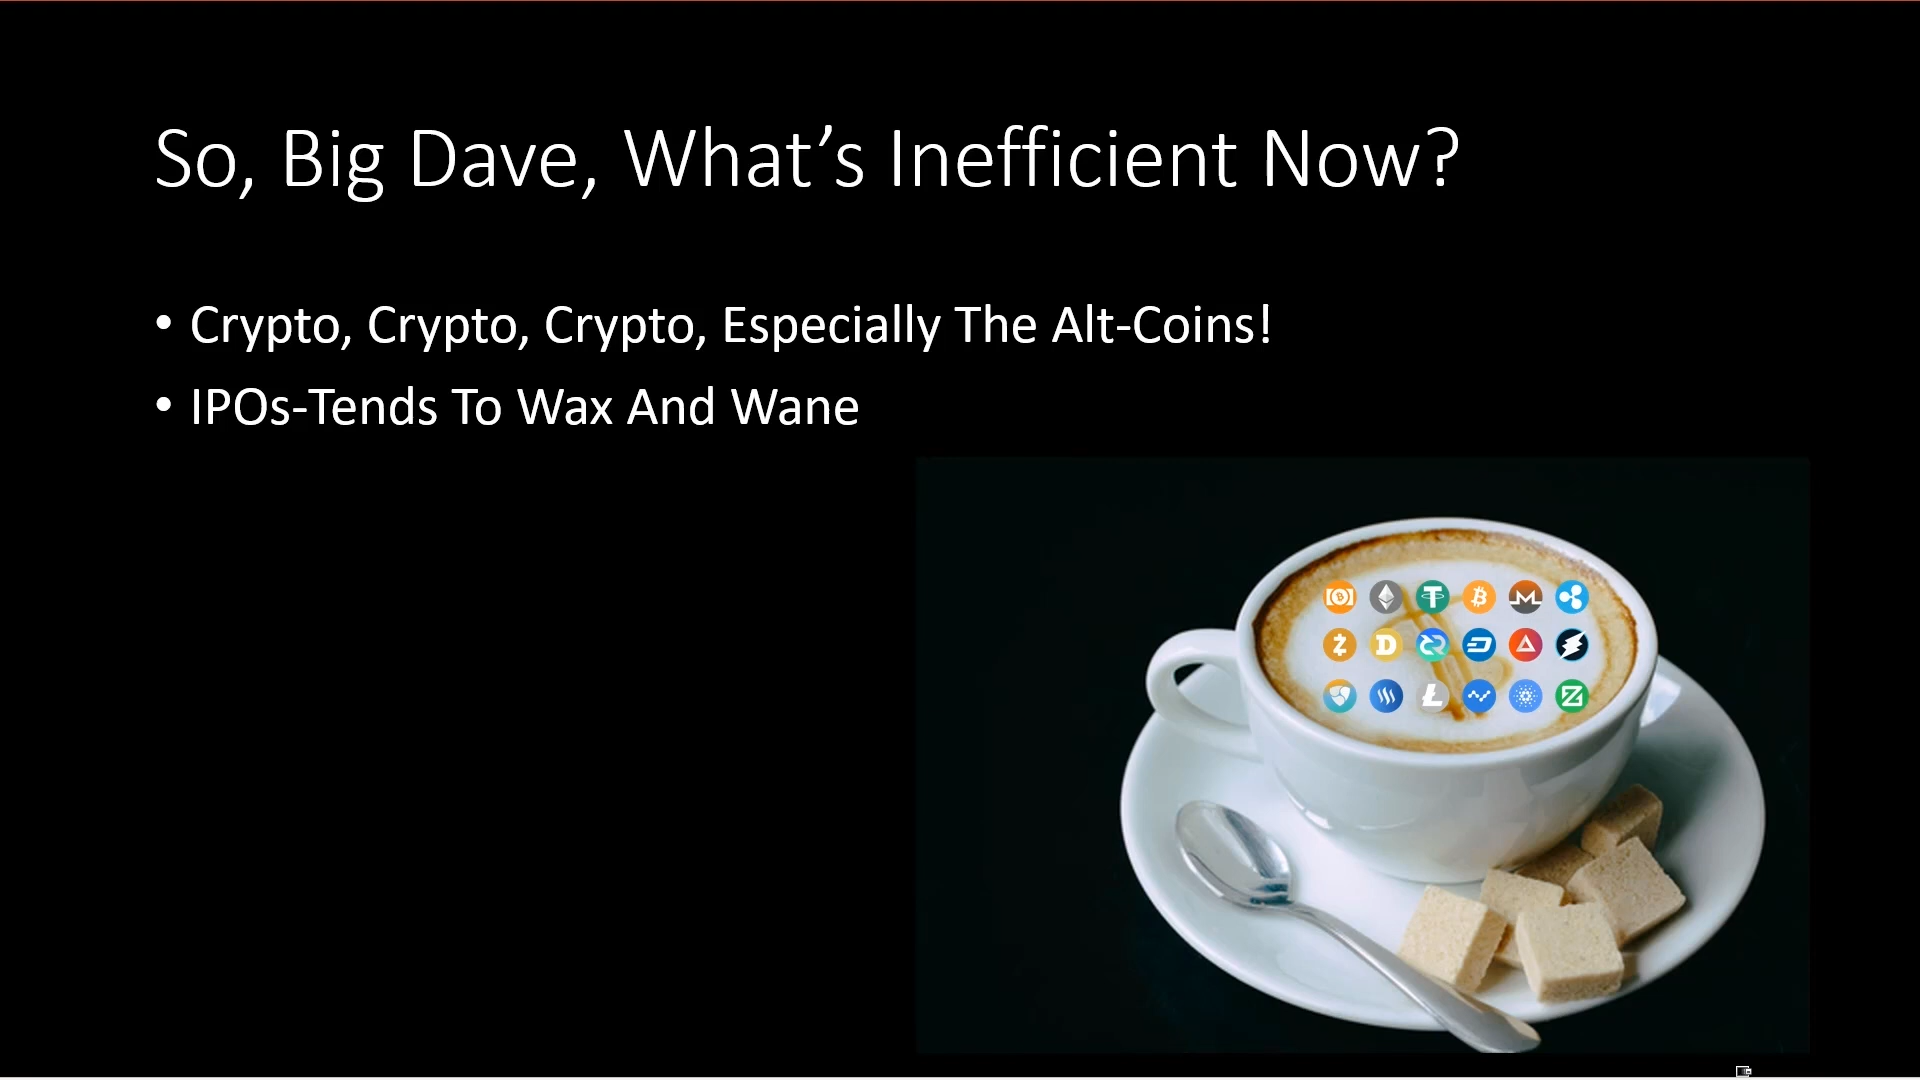 So, Big Dave, What’s Inefficient Now?
• Crypto, Crypto, Crypto, Especially The Alt-Coins!
• IPOs-Tends To Wax And Wane